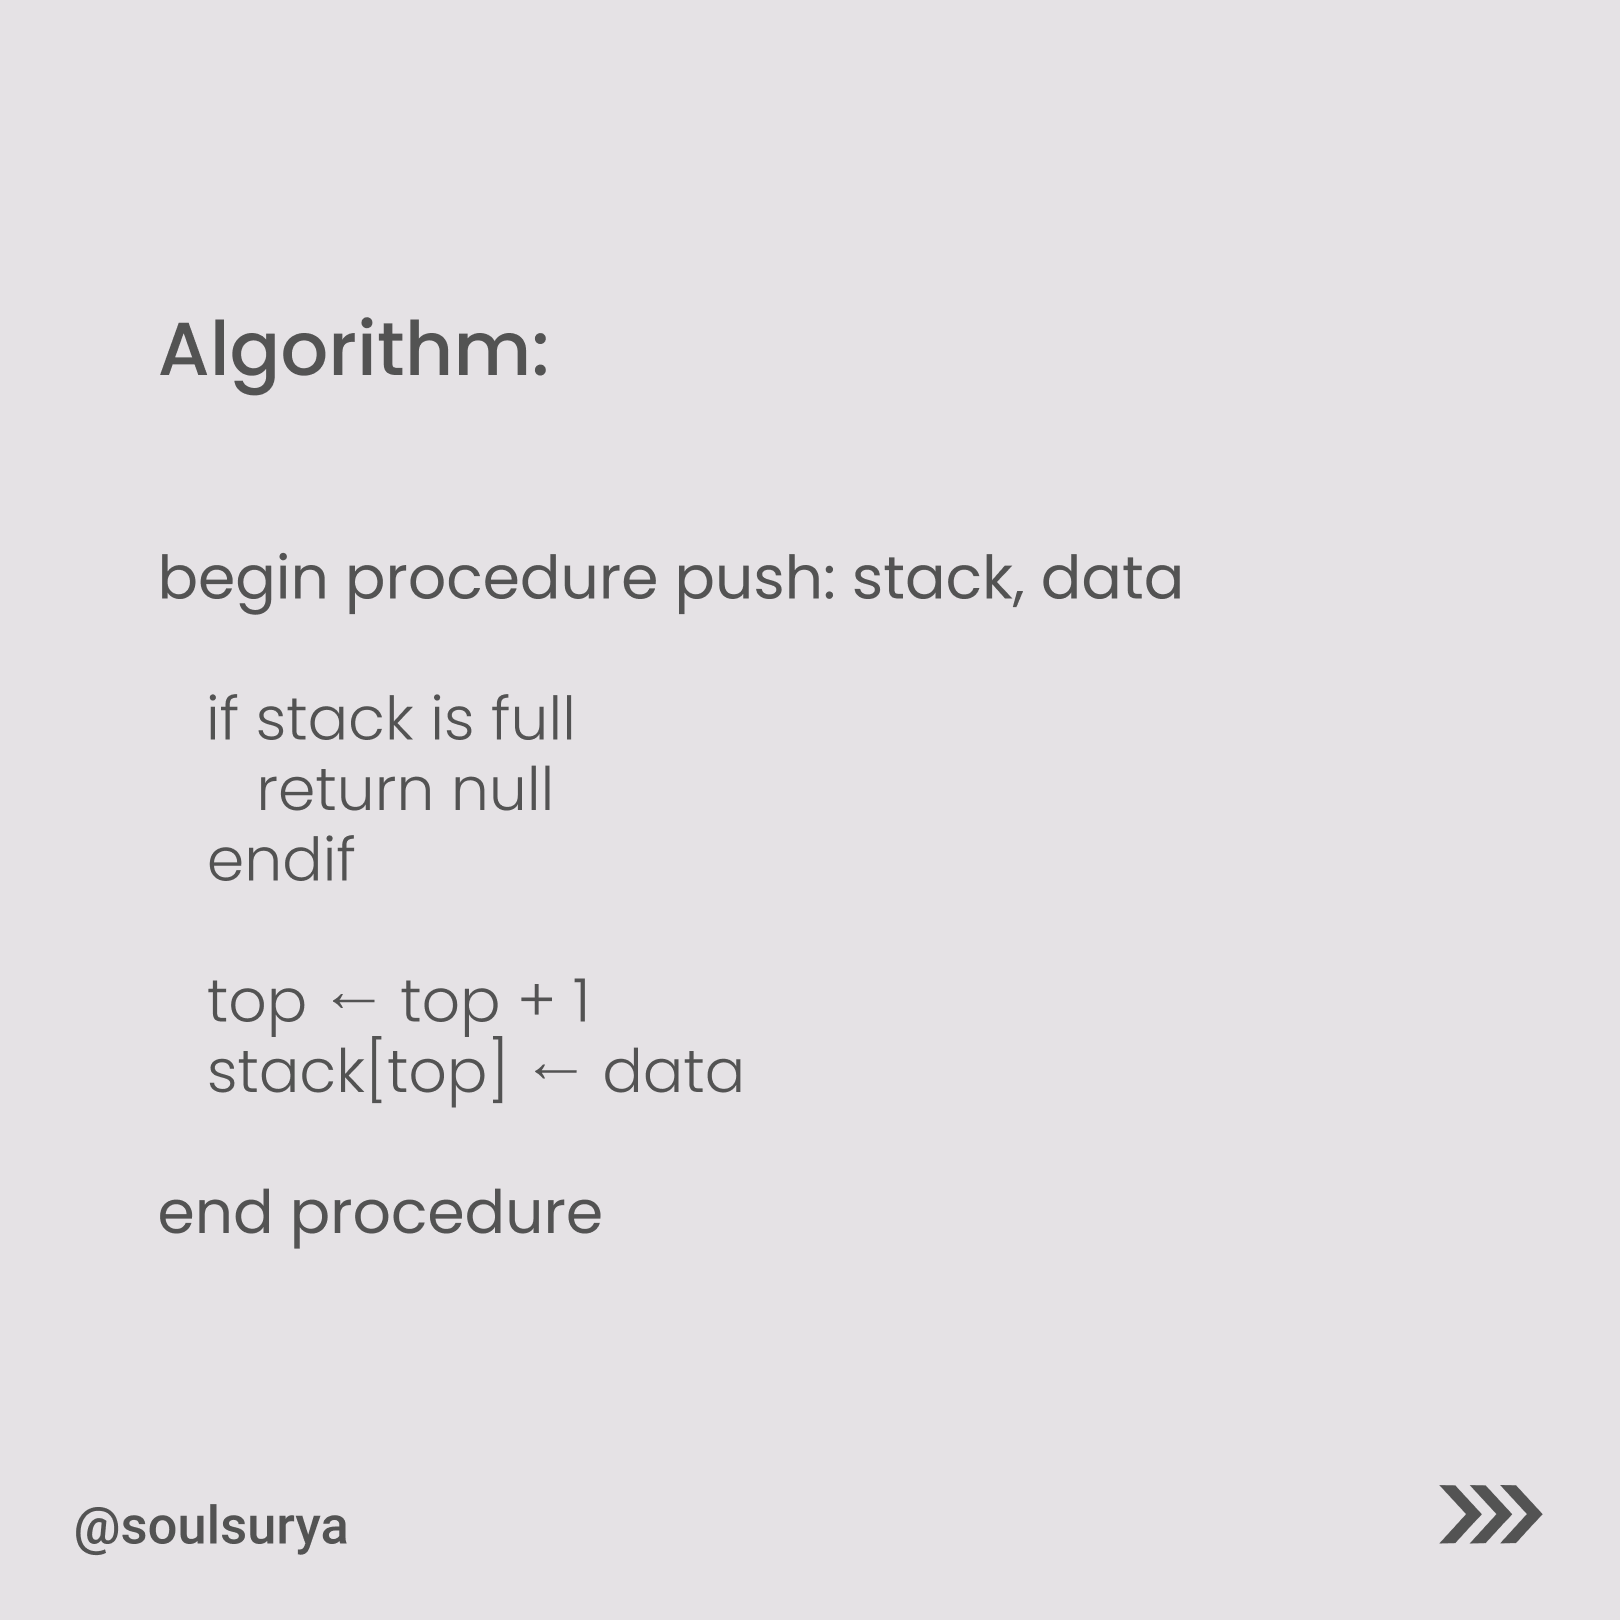 Algorithm:
begin procedure push: stack, data
if stack is full
return null
endif
top ← top + 1
stack[top] ← data
end procedure
@soulsurya